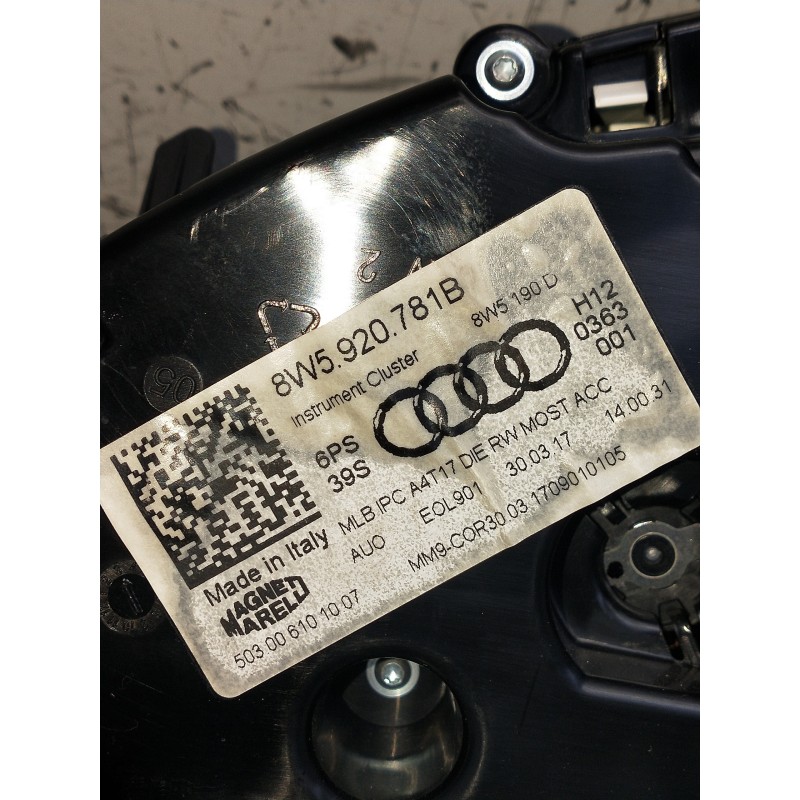 8W5.920.781B
Instrument Cluster
8W5 190 D
H12
0363
001
6PS
39S
MLB IPC A4T17 DIE RW MOST ACC
AUO EOL901 30.03.17 14.00.31
MM9-COR30.03.1709010105
Made in Italy
MAGNETI
MARELLI
503 00 610 10 07
05
2